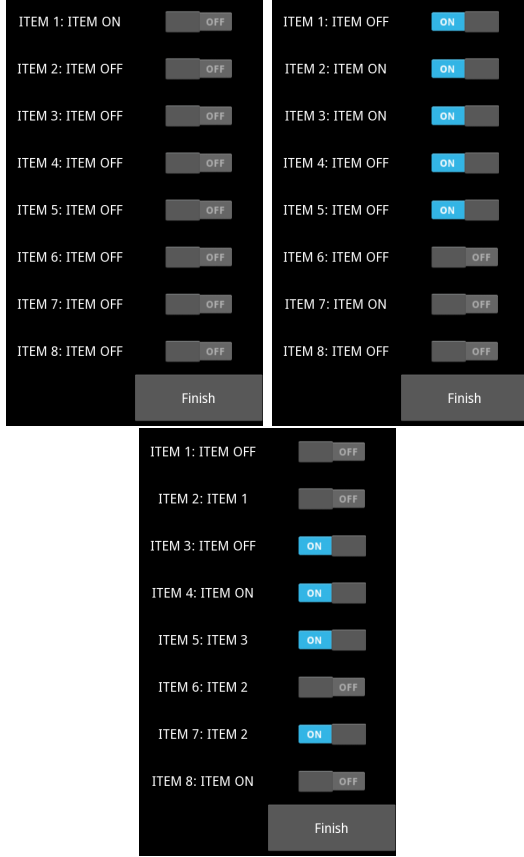 ITEM 1: ITEM ON OFF
ITEM 2: ITEM OFF OFF
ITEM 3: ITEM OFF OFF
ITEM 4: ITEM OFF OFF
ITEM 5: ITEM OFF OFF
ITEM 6: ITEM OFF OFF
ITEM 7: ITEM OFF OFF
ITEM 8: ITEM OFF OFF
Finish
ITEM 1: ITEM OFF ON
ITEM 2: ITEM ON ON
ITEM 3: ITEM ON ON
ITEM 4: ITEM OFF ON
ITEM 5: ITEM OFF ON
ITEM 6: ITEM OFF OFF
ITEM 7: ITEM ON OFF
ITEM 8: ITEM OFF OFF
Finish
ITEM 1: ITEM OFF OFF
ITEM 2: ITEM 1 OFF
ITEM 3: ITEM OFF ON
ITEM 4: ITEM ON ON
ITEM 5: ITEM 3 ON
ITEM 6: ITEM 2 OFF
ITEM 7: ITEM 2 ON
ITEM 8: ITEM ON OFF
Finish